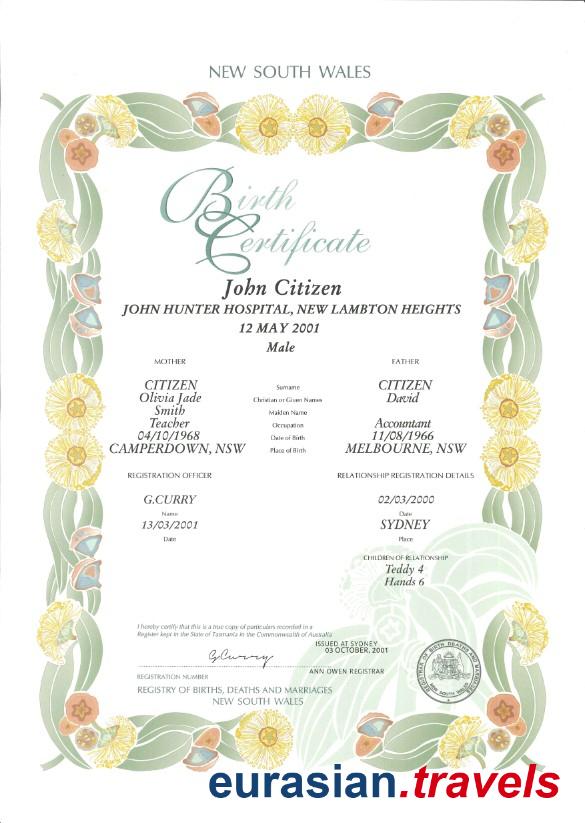 NEW SOUTH WALES
Birth
Certificate
John Citizen
JOHN HUNTER HOSPITAL, NEW LAMBTON HEIGHTS
12 MAY 2001
Male
MOTHER FATHER
CITIZEN Surname CITIZEN
Olivia Jade Christian or Given Names David
Smith Maiden Name
Teacher Occupation Accountant
04/10/1968 Date of Birth 11/08/1966
CAMPERDOWN, NSW Place of Birth MELBOURNE, NSW
REGISTRATION OFFICER RELATIONSHIP REGISTRATION DETAILS
G.CURRY 02/03/2000
Name Date
13/03/2001 SYDNEY
Date Place
CHILDREN OF RELATIONSHIP
Teddy 4
Hands 6
I hereby certify that this is a true copy of particulars recorded in a
Register kept in the State of Tasmania in the Commonwealth of Australia
ISSUED AT SYDNEY
03 OCTOBER, 2001
GCurry
ANN OWEN REGISTRAR
REGISTRATION NUMBER
REGISTRY OF BIRTHS, DEATHS AND MARRIAGES
NEW SOUTH WALES
REGISTRAR OF BIRTH DEATHS AND MARRIAGES
NEW SOUTH WALES
eurasian.travels